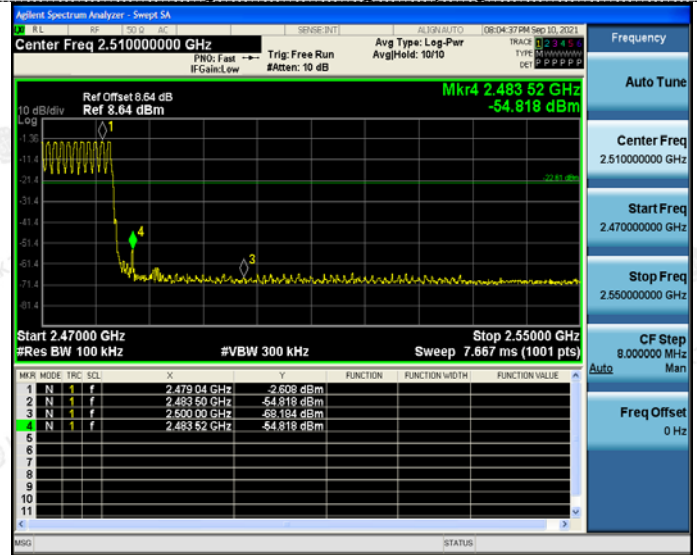 Agilent Spectrum Analyzer - Swept SA
RL RF 50 Ω AC SENSE:INT ALIGN AUTO 08:04:37 PM Sep 10, 2021
Center Freq 2.510000000 GHz
PNO: Fast Trig: Free Run
IFGain:Low #Atten: 10 dB
Avg Type: Log-Pwr
Avg|Hold: 10/10
TRACE 1 2 3 4 5 6
TYPE M
DET P P P P P P
Ref Offset 8.64 dB
10 dB/div Ref 8.64 dBm
Log
Mkr4 2.483 52 GHz
-54.818 dBm
1
-1.36
-11.4
-21.4
-22.61 dBm
-31.4
-41.4
4
-51.4
3
-61.4
-71.4
-81.4
Start 2.47000 GHz Stop 2.55000 GHz
#Res BW 100 kHz #VBW 300 kHz Sweep 7.667 ms (1001 pts)
MKR MODE TRC SCL X Y FUNCTION FUNCTION WIDTH FUNCTION VALUE
1 N 1 f 2.479 04 GHz -2.608 dBm
2 N 1 f 2.483 50 GHz -54.818 dBm
3 N 1 f 2.500 00 GHz -68.184 dBm
4 N 1 f 2.483 52 GHz -54.818 dBm
5
6
7
8
9
10
11
MSG STATUS
Frequency
Auto Tune
Center Freq
2.510000000 GHz
Start Freq
2.470000000 GHz
Stop Freq
2.550000000 GHz
CF Step
8.000000 MHz
Auto Man
Freq Offset
0 Hz